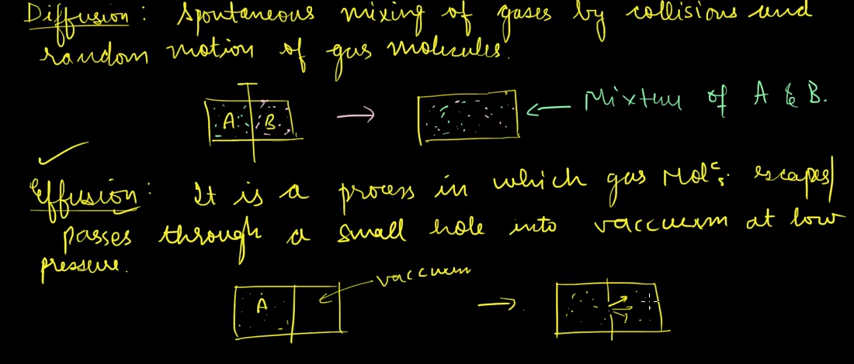 Diffusion: Spontaneous mixing of gases by collisions and
random motion of gas molecules.
A B. → ← Mixture of A & B.
Effusion: It is a process in which gas Molcs. escapes/
passes through a small hole into vaccuum at low
pressure.
vaccuum
A →